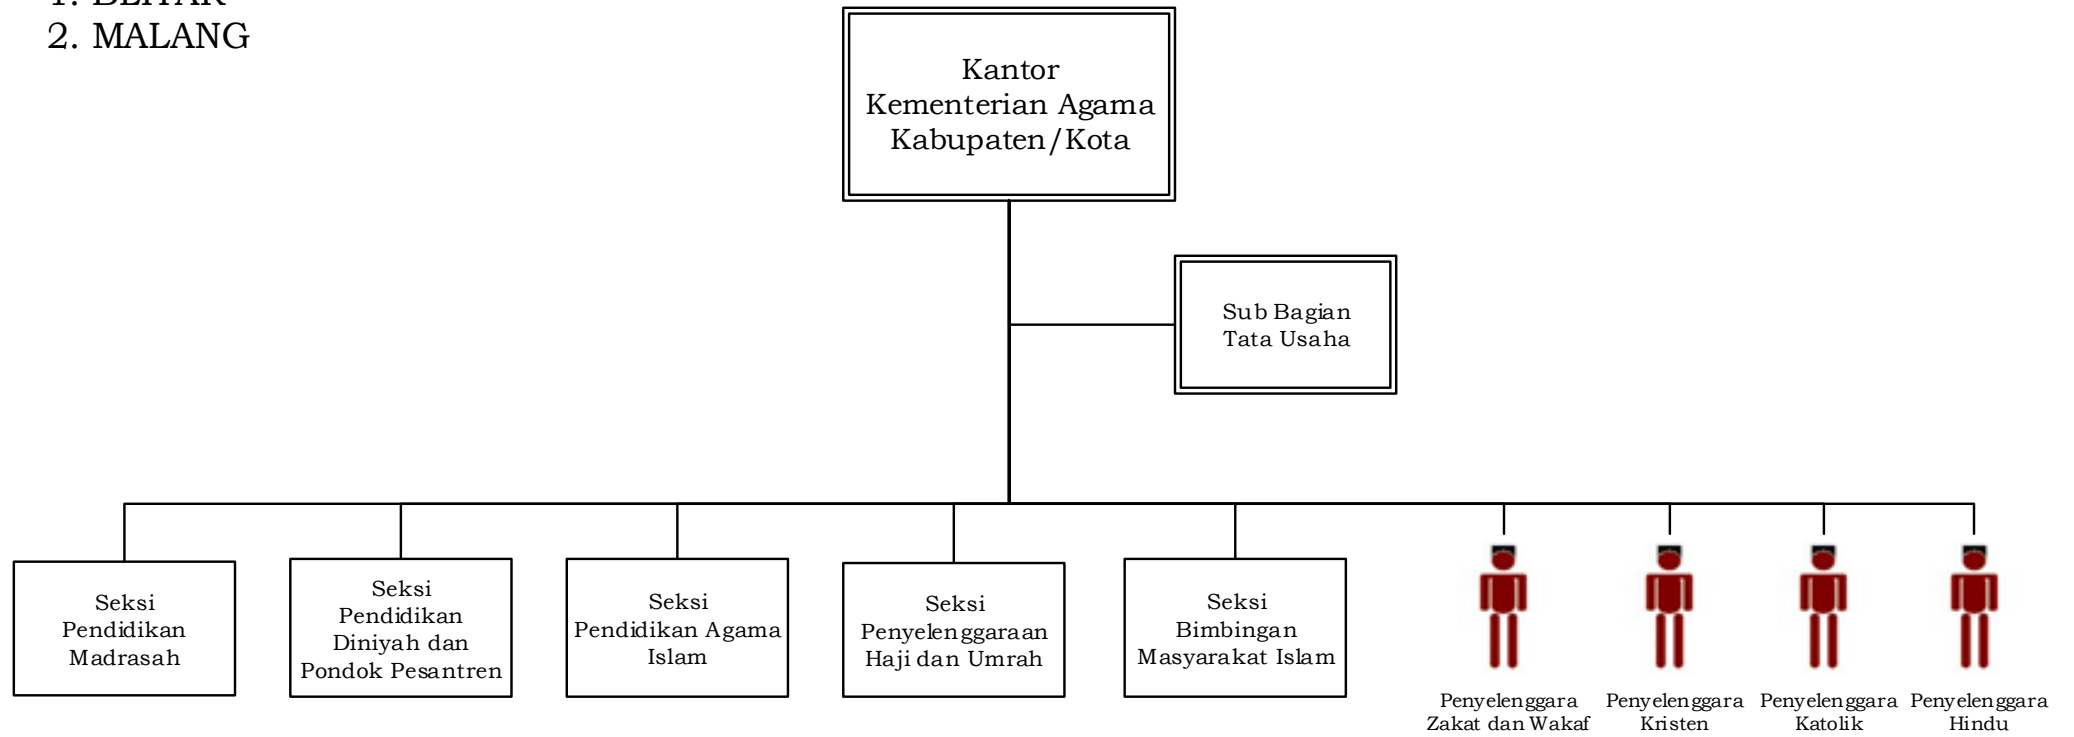 1. BLITAR
2. MALANG
Kantor
Kementerian Agama
Kabupaten/Kota
Sub Bagian
Tata Usaha
Seksi
Pendidikan
Madrasah
Seksi
Pendidikan
Diniyah dan
Pondok Pesantren
Seksi
Pendidikan Agama
Islam
Seksi
Penyelenggaraan
Haji dan Umrah
Seksi
Bimbingan
Masyarakat Islam
Penyelenggara
Zakat dan Wakaf
Penyelenggara
Kristen
Penyelenggara
Katolik
Penyelenggara
Hindu